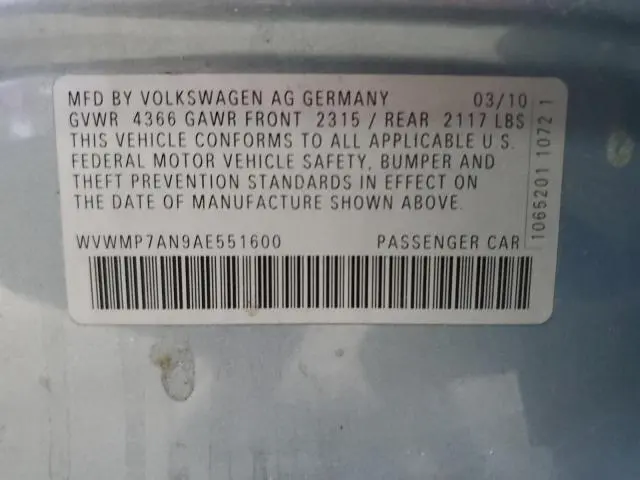 MFD BY VOLKSWAGEN AG GERMANY 03/10
GVWR 4366 GAWR FRONT 2315 / REAR 2117 LBS
THIS VEHICLE CONFORMS TO ALL APPLICABLE U.S.
FEDERAL MOTOR VEHICLE SAFETY, BUMPER AND
THEFT PREVENTION STANDARDS IN EFFECT ON
THE DATE OF MANUFACTURE SHOWN ABOVE.
WVWMP7AN9AE551600 PASSENGER CAR
1065201 1072 1